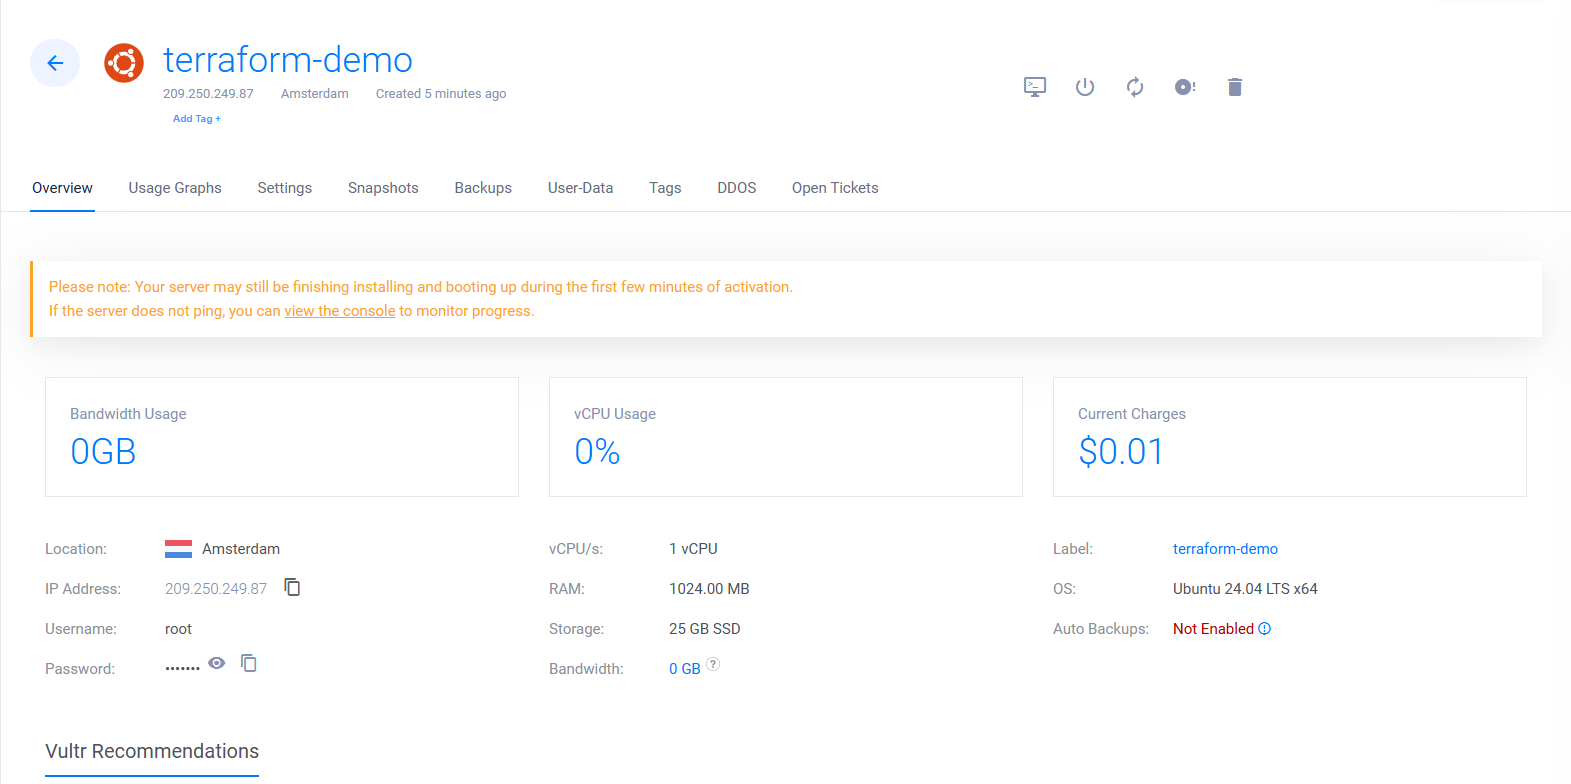 terraform-demo
209.250.249.87 Amsterdam Created 5 minutes ago
Add Tag +
Overview Usage Graphs Settings Snapshots Backups User-Data Tags DDOS Open Tickets
Please note: Your server may still be finishing installing and booting up during the first few minutes of activation.
If the server does not ping, you can view the console to monitor progress.
Bandwidth Usage
0GB
vCPU Usage
0%
Current Charges
$0.01
Location: Amsterdam
IP Address: 209.250.249.87
Username: root
Password: •••••••
vCPU/s: 1 vCPU
RAM: 1024.00 MB
Storage: 25 GB SSD
Bandwidth: 0 GB ?
Label: terraform-demo
OS: Ubuntu 24.04 LTS x64
Auto Backups: Not Enabled
Vultr Recommendations